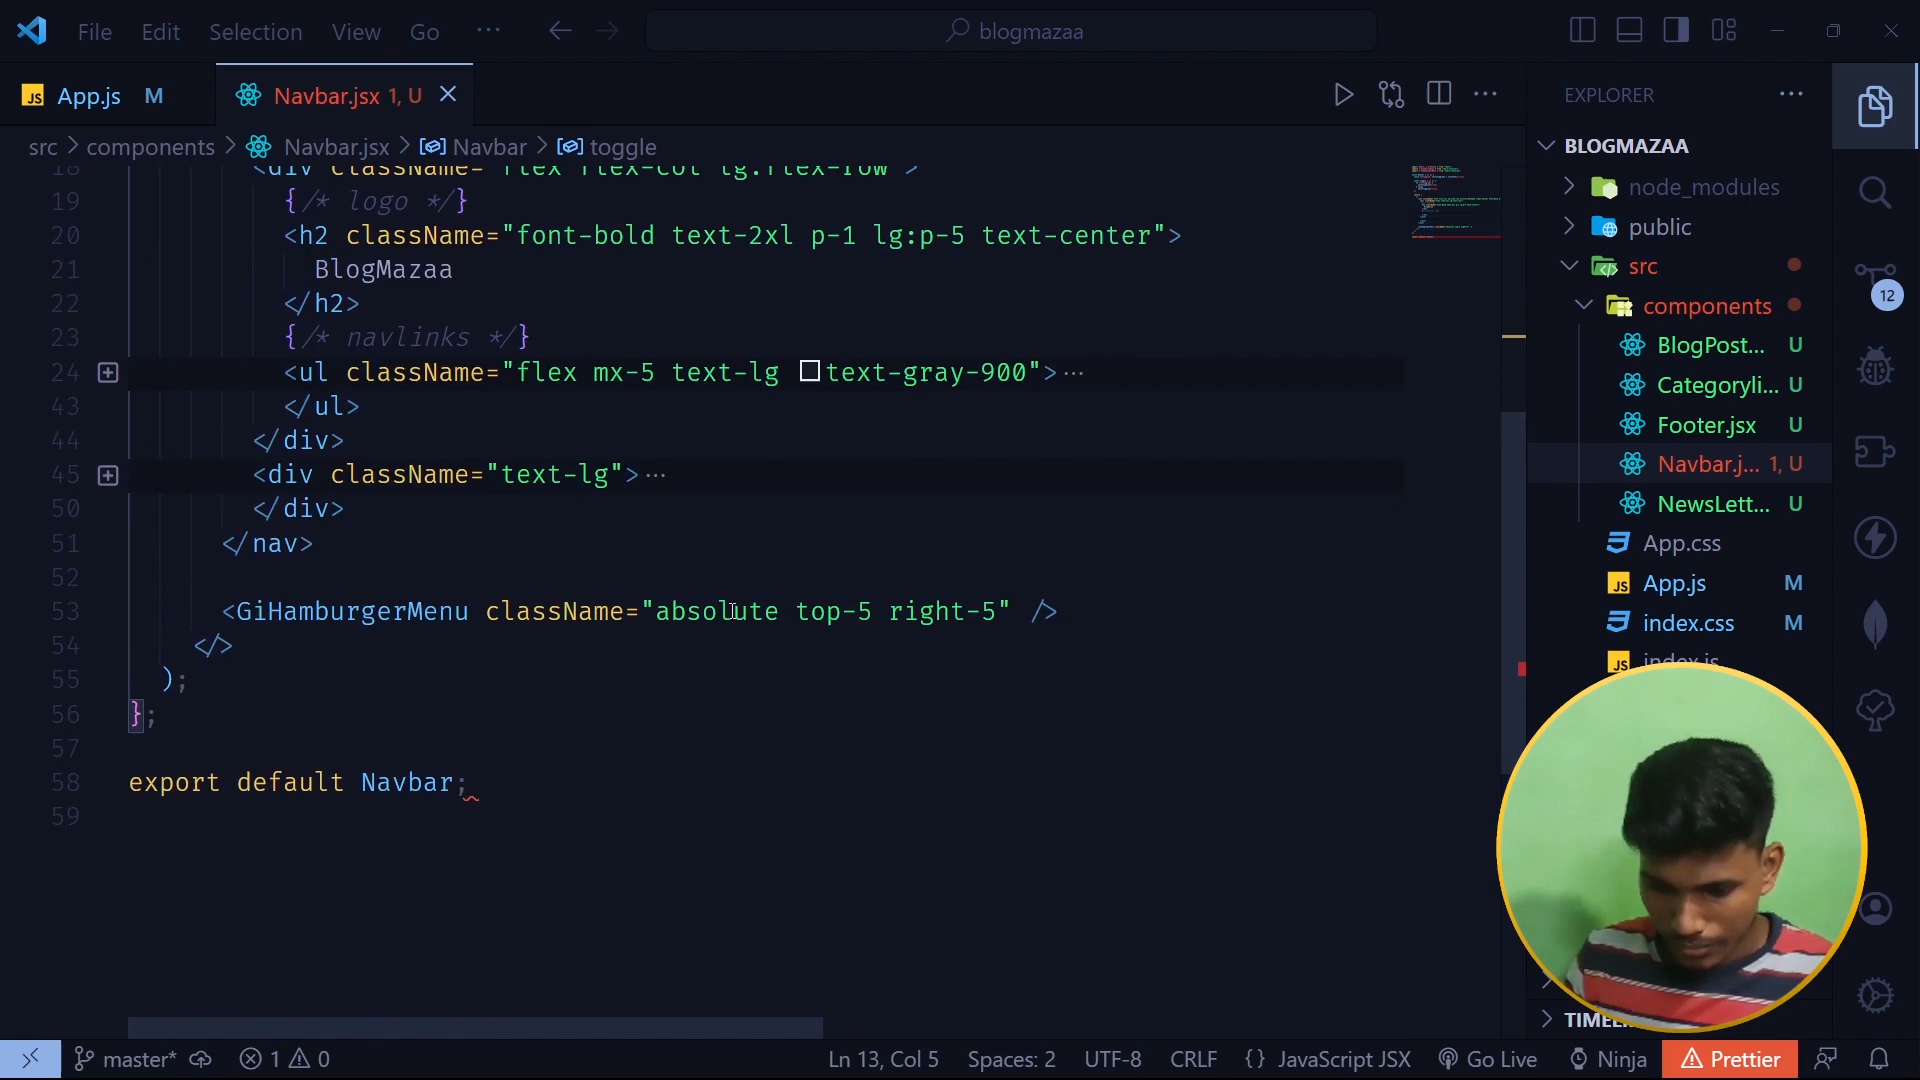 File Edit Selection View Go ··· blogmazaa
JS App.js M Navbar.jsx 1, U
src > components > Navbar.jsx > Navbar > toggle
18 <div className="flex flex-col lg:flex-row">
19 {/* logo */}
20 <h2 className="font-bold text-2xl p-1 lg:p-5 text-center">
21 BlogMazaa
22 </h2>
23 {/* navlinks */}
24 <ul className="flex mx-5 text-lg text-gray-900">···
43 </ul>
44 </div>
45 <div className="text-lg">···
50 </div>
51 </nav>
52
53 <GiHamburgerMenu className="absolute top-5 right-5" />
54 </>
55 );
56 };
57
58 export default Navbar;
59
EXPLORER ···
BLOGMAZAA
node_modules
public
src
components
BlogPost... U
Categoryli... U
Footer.jsx U
Navbar.j... 1, U
NewsLett... U
App.css
JS App.js M
index.css M
JS index.js
12
master* 1 0 Ln 13, Col 5 Spaces: 2 UTF-8 CRLF {} JavaScript JSX Go Live Ninja Prettier